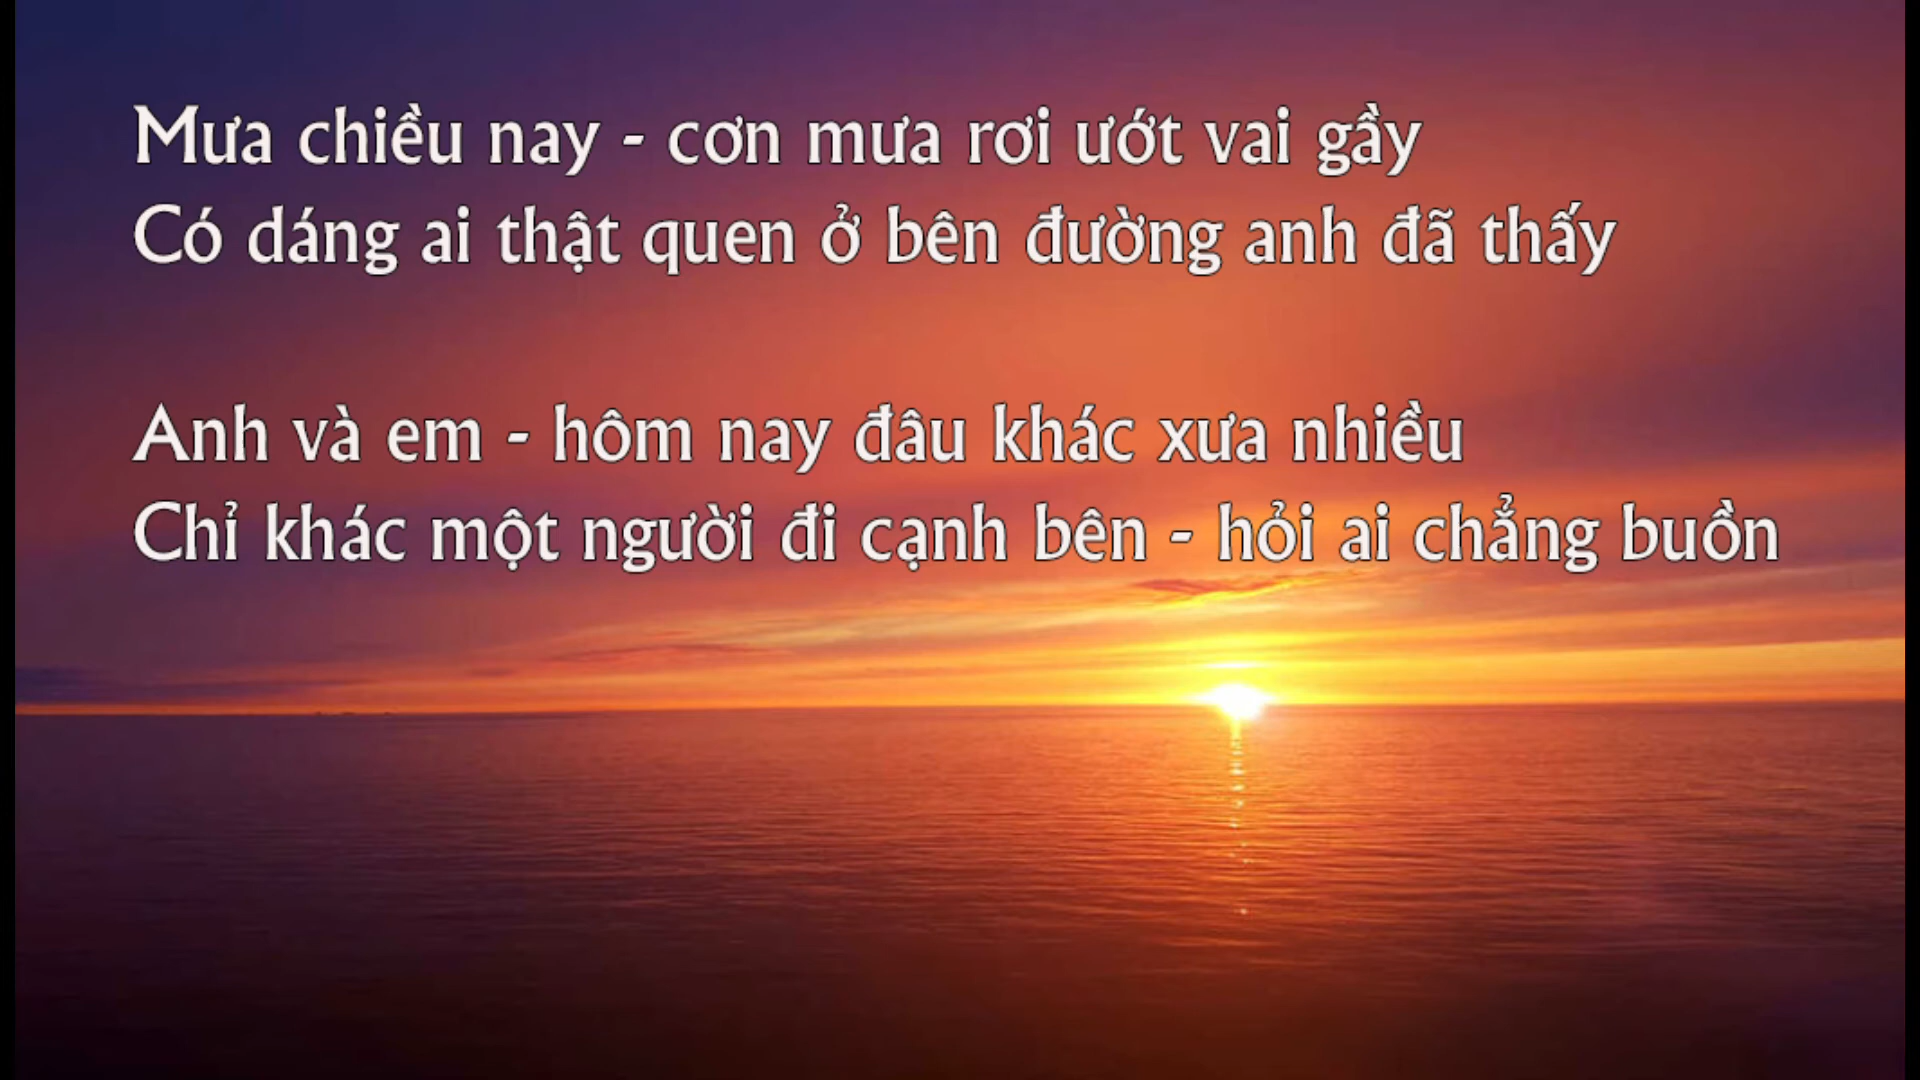 Mưa chiều nay - cơn mưa rơi ướt vai gầy
Có dáng ai thật quen ở bên đường anh đã thấy
Anh và em - hôm nay đâu khác xưa nhiều
Chỉ khác một người đi cạnh bên - hỏi ai chẳng buồn